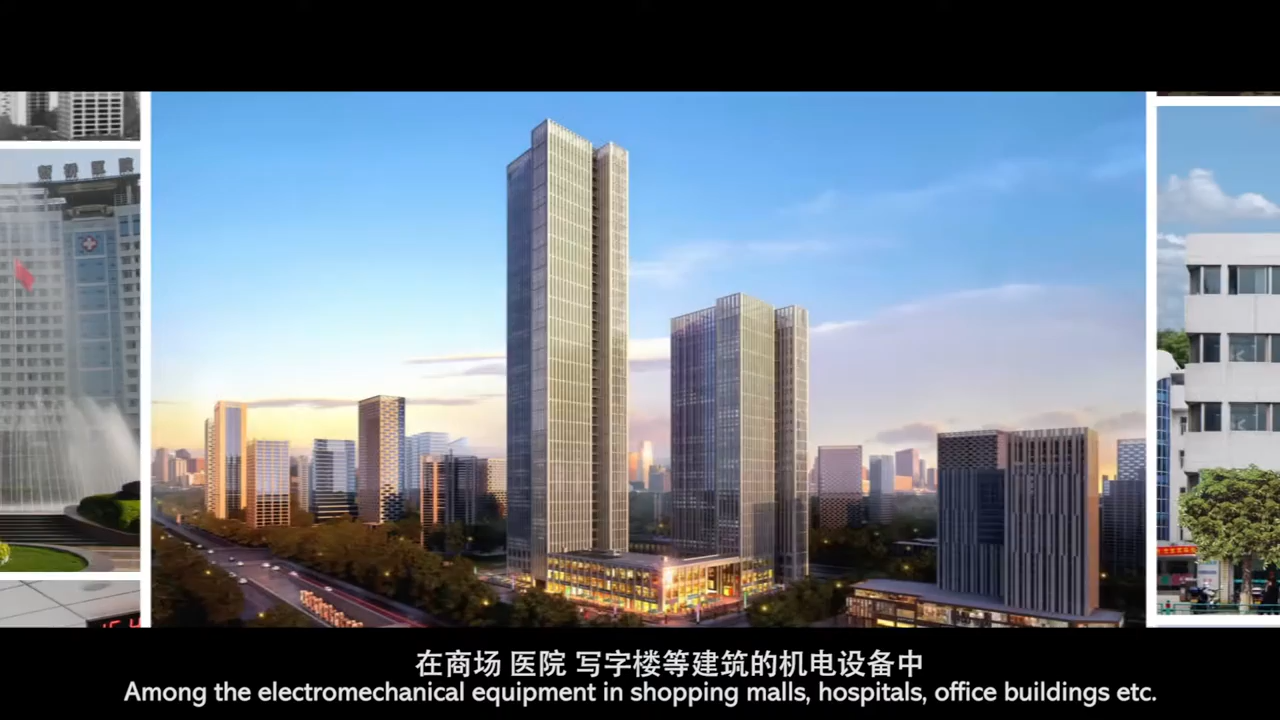 在商场 医院 写字楼等建筑的机电设备中
Among the electromechanical equipment in shopping malls, hospitals, office buildings etc.